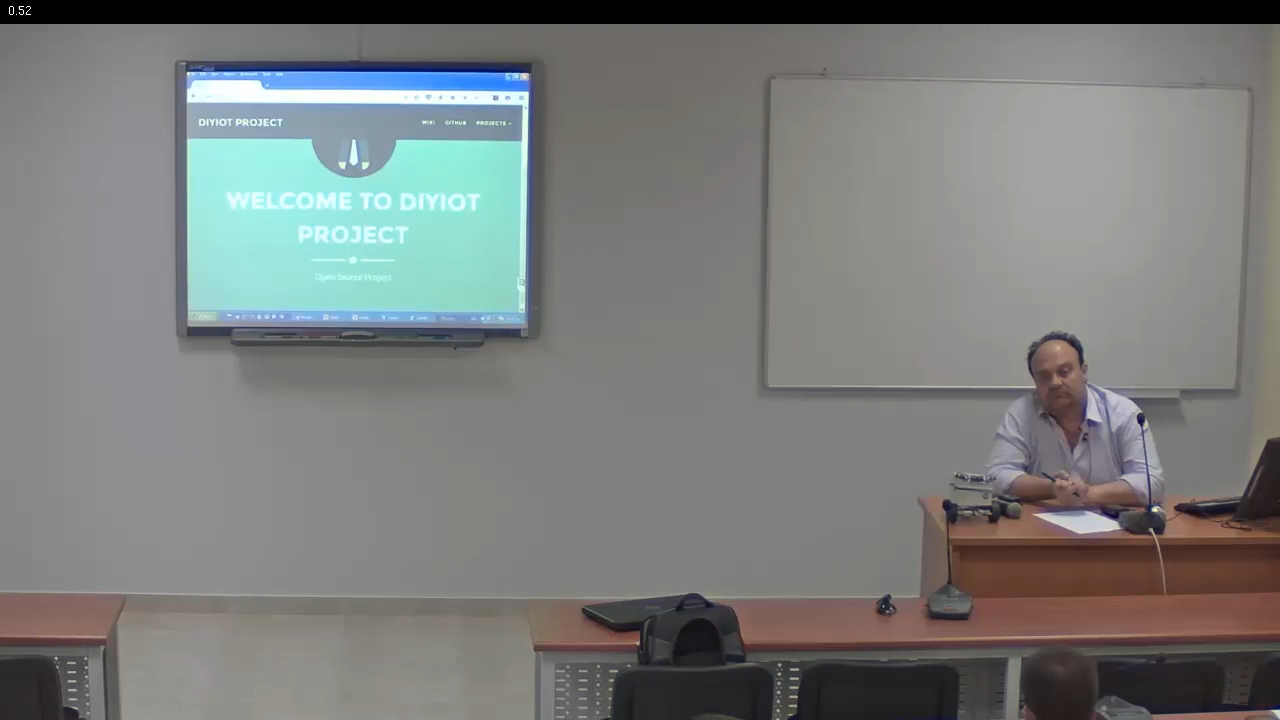 0.52
DIYIOT PROJECT
WIKI GITHUB PROJECTS
WELCOME TO DIYIOT
PROJECT
Open Source Project